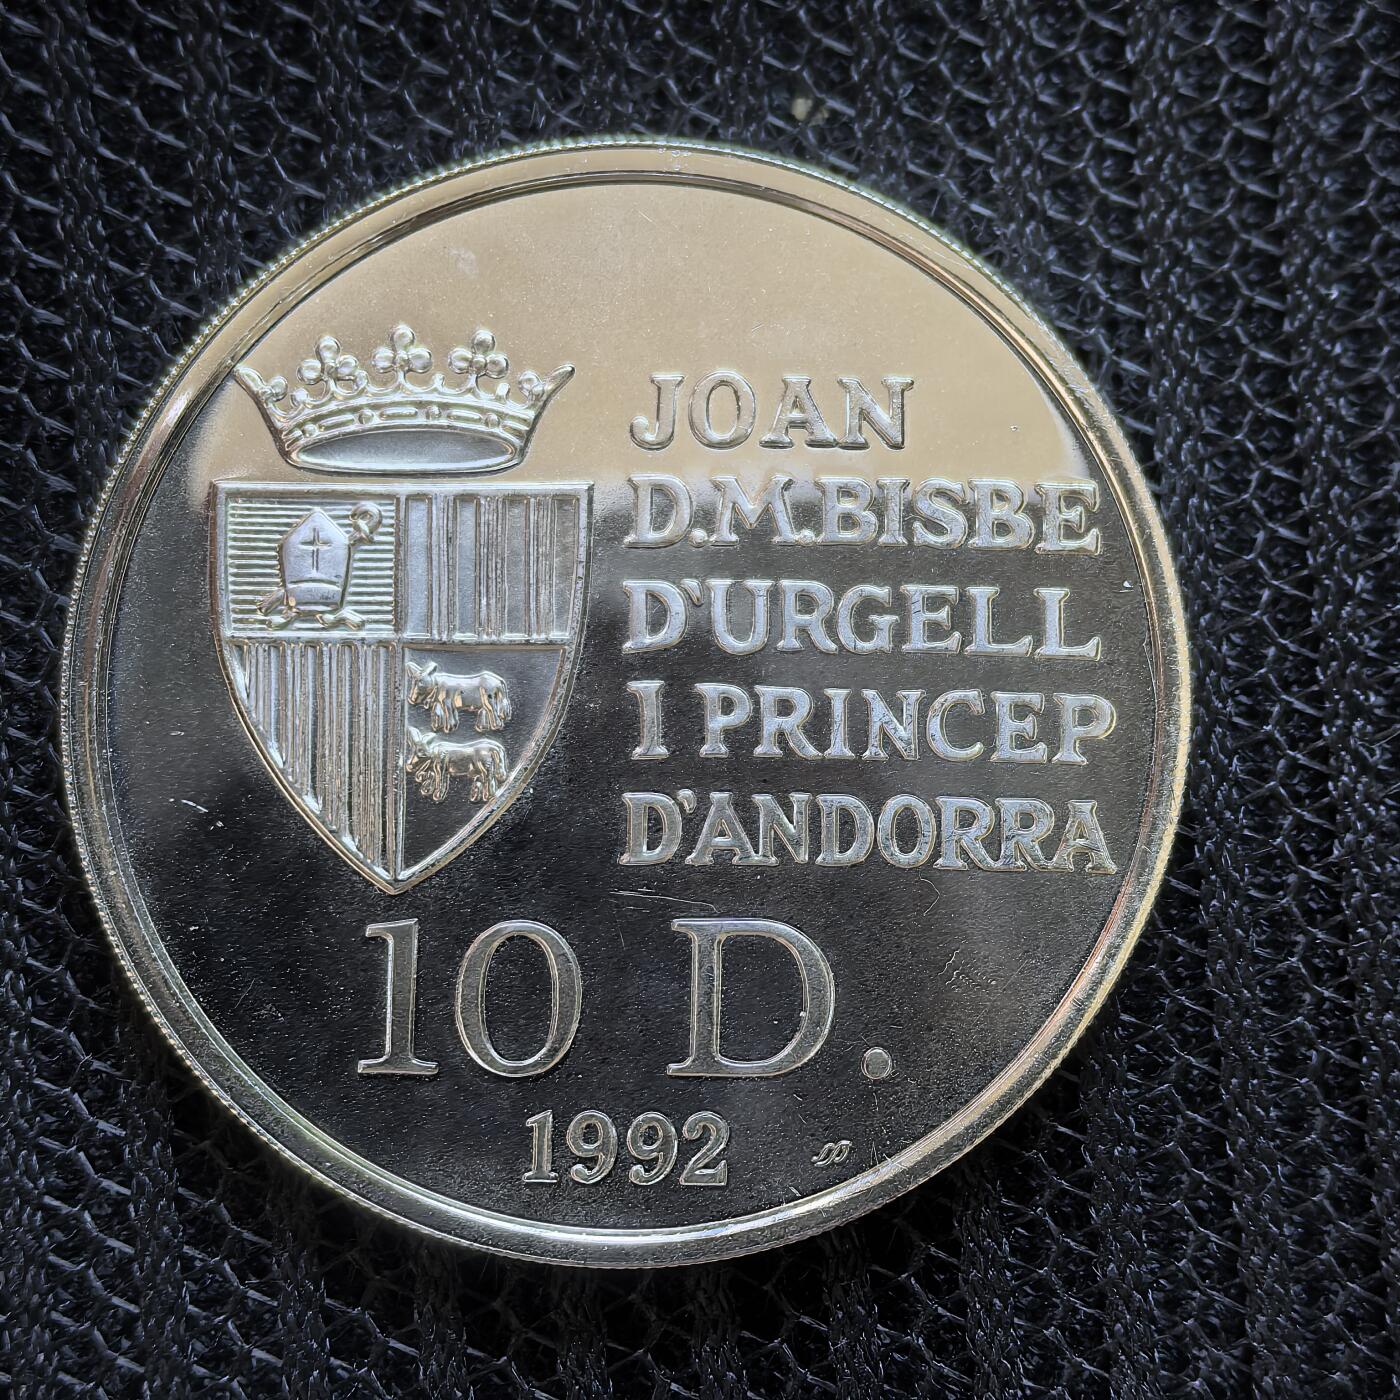 JOAN
D.M.BISBE
D'URGELL
I PRINCEP
D'ANDORRA
10 D.
1992